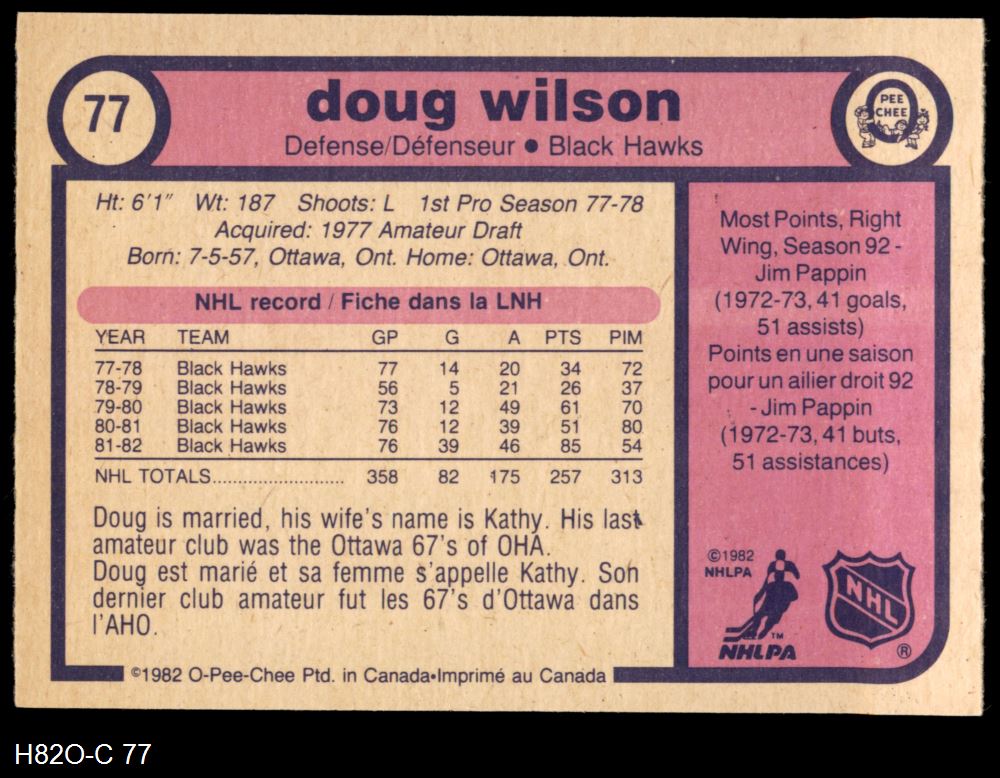 77
doug wilson
Defense/Défenseur • Black Hawks
PEE
CHEE
Ht: 6'1" Wt: 187 Shoots: L 1st Pro Season 77-78
Acquired: 1977 Amateur Draft
Born: 7-5-57, Ottawa, Ont. Home: Ottawa, Ont.
NHL record / Fiche dans la LNH
YEAR TEAM GP G A PTS PIM
77-78 Black Hawks 77 14 20 34 72
78-79 Black Hawks 56 5 21 26 37
79-80 Black Hawks 73 12 49 61 70
80-81 Black Hawks 76 12 39 51 80
81-82 Black Hawks 76 39 46 85 54
NHL TOTALS.......................... 358 82 175 257 313
Doug is married, his wife's name is Kathy. His last
amateur club was the Ottawa 67's of OHA.
Doug est marié et sa femme s'appelle Kathy. Son
dernier club amateur fut les 67's d'Ottawa dans
l'AHO.
Most Points, Right
Wing, Season 92 -
Jim Pappin
(1972-73, 41 goals,
51 assists)
Points en une saison
pour un ailier droit 92
- Jim Pappin
(1972-73, 41 buts,
51 assistances)
©1982
NHLPA
TM
NHLPA
NHL
®
©1982 O-Pee-Chee Ptd. in Canada•Imprimé au Canada
H82O-C 77